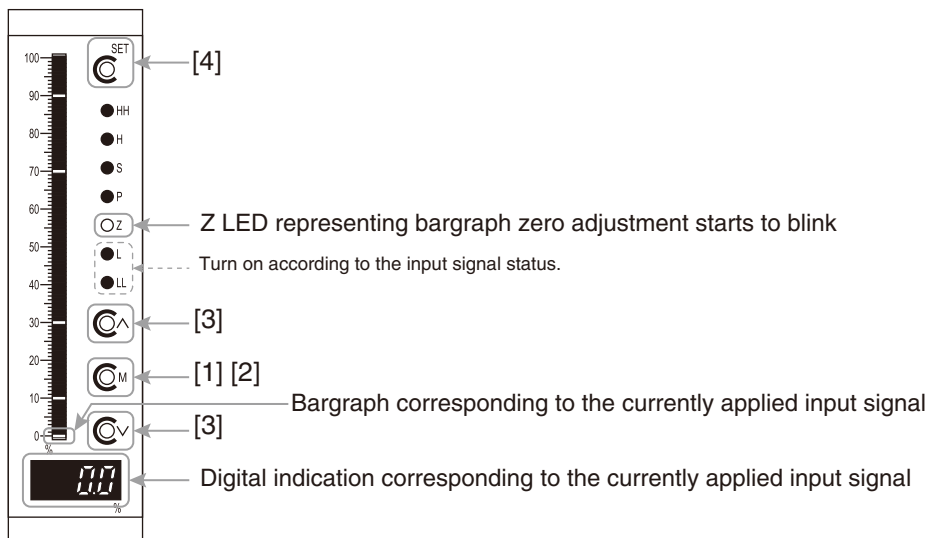 SET
100
[4]
90
HH
80
H
70
S
P
60
Z
Z LED representing bargraph zero adjustment starts to blink
50
L
Turn on according to the input signal status.
40
LL
30
[3]
20
M
[1] [2]
10
Bargraph corresponding to the currently applied input signal
0
[3]
%
0.0
Digital indication corresponding to the currently applied input signal
%